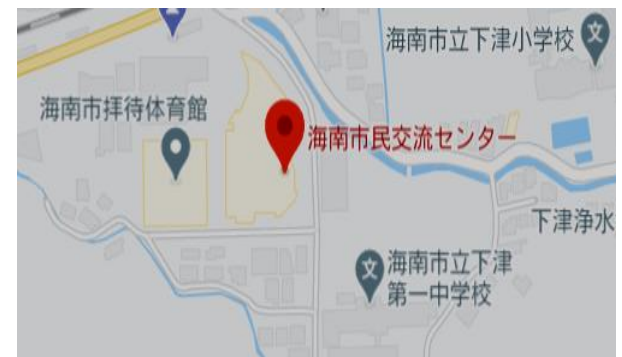 海南市立下津小学校
文
海南市拝待体育館
海南市民交流センター
下津浄水
文
海南市立下津
第一中学校